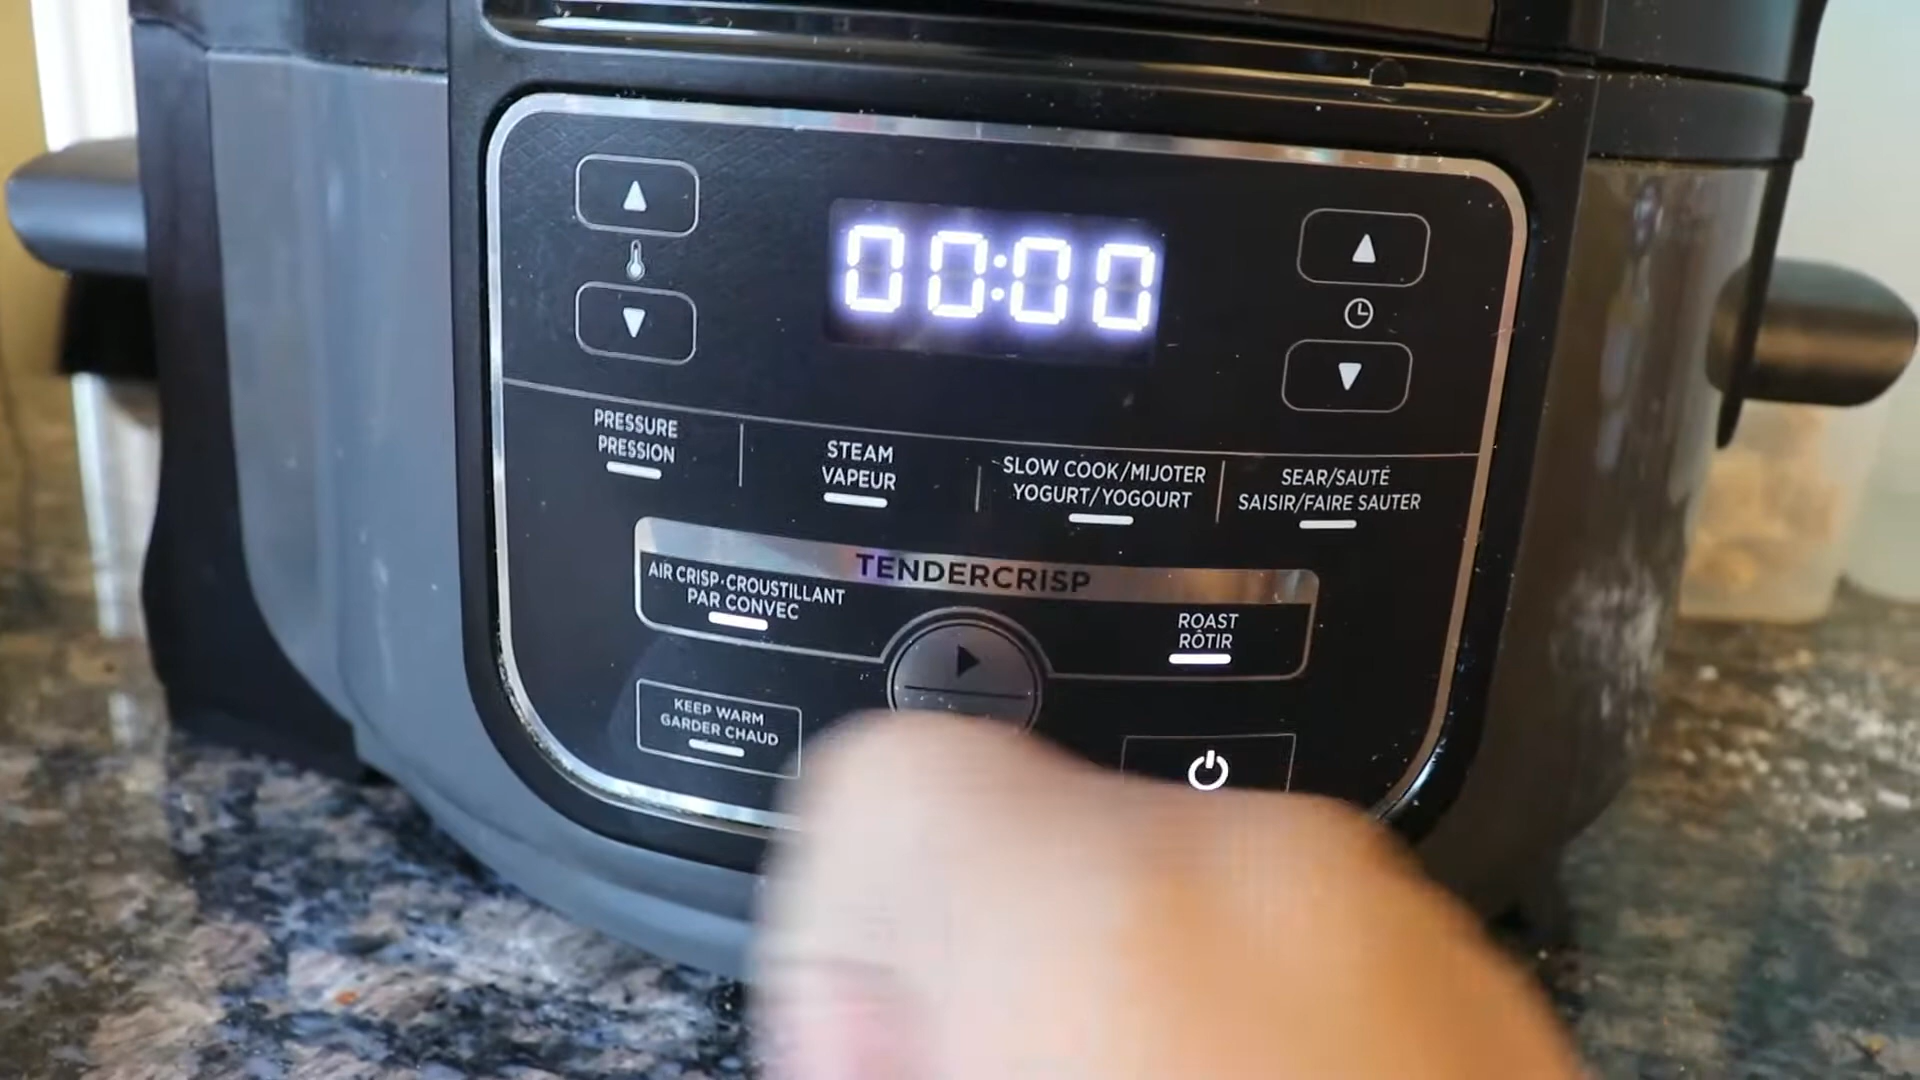 00:00
PRESSURE
PRESSION
STEAM
VAPEUR
SLOW COOK/MIJOTER
YOGURT/YOGOURT
SEAR/SAUTÉ
SAISIR/FAIRE SAUTER
TENDERCRISP
AIR CRISP·CROUSTILLANT
PAR CONVEC
ROAST
RÔTIR
KEEP WARM
GARDER CHAUD